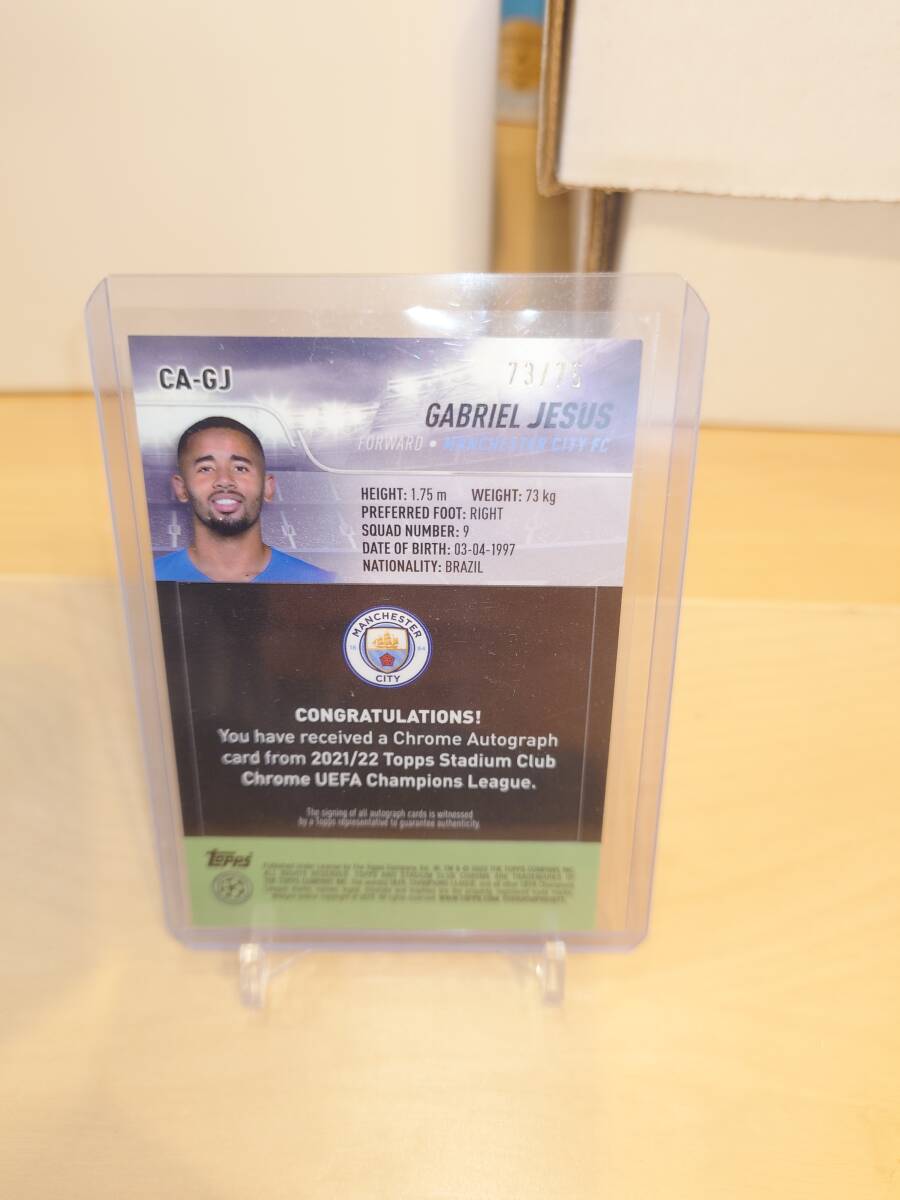 CA-GJ
73/75
GABRIEL JESUS
FORWARD • MANCHESTER CITY FC
HEIGHT: 1.75 m WEIGHT: 73 kg
PREFERRED FOOT: RIGHT
SQUAD NUMBER: 9
DATE OF BIRTH: 03-04-1997
NATIONALITY: BRAZIL
MANCHESTER
18 94
CITY
CONGRATULATIONS!
You have received a Chrome Autograph
card from 2021/22 Topps Stadium Club
Chrome UEFA Champions League.
The signing of all autograph cards is witnessed
by a Topps representative to guarantee authenticity.
Topps